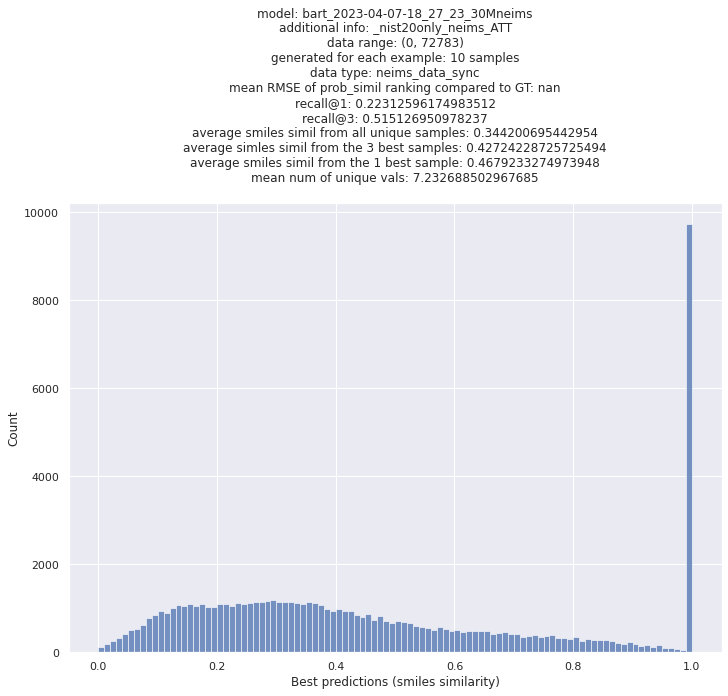 model: bart_2023-04-07-18_27_23_30Mneims
additional info: _nist20only_neims_ATT
data range: (0, 72783)
generated for each example: 10 samples
data type: neims_data_sync
mean RMSE of prob_simil ranking compared to GT: nan
recall@1: 0.22312596174983512
recall@3: 0.515126950978237
average smiles simil from all unique samples: 0.344200695442954
average simles simil from the 3 best samples: 0.42724228725725494
average smiles simil from the 1 best sample: 0.4679233274973948
mean num of unique vals: 7.232688502967685
10000
8000
6000
4000
2000
0
Count
0.0 0.2 0.4 0.6 0.8 1.0
Best predictions (smiles similarity)